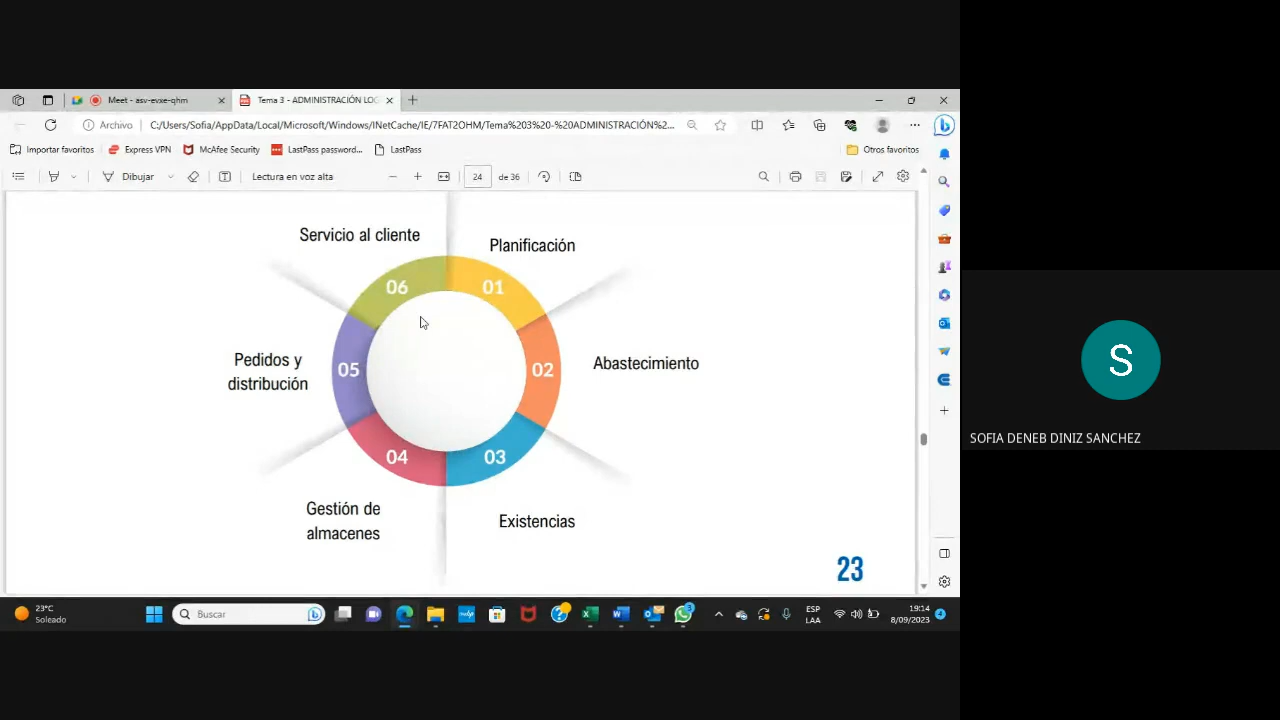 Meet - asv-evxe-qhm
Tema 3 - ADMINISTRACIÓN LOG
Archivo
C:/Users/Sofia/AppData/Local/Microsoft/Windows/INetCache/IE/7FAT2OHM/Tema%203%20-%20ADMINISTRACIÓN%2...
Importar favoritos
Express VPN
McAfee Security
LastPass password...
LastPass
Otros favoritos
Dibujar
Lectura en voz alta
24
de 36
Servicio al cliente
Planificación
06
01
Pedidos y
distribución
05
02
Abastecimiento
04
03
Gestión de
almacenes
Existencias
23
S
SOFIA DENEB DINIZ SANCHEZ
23°C
Soleado
Buscar
3
ESP
LAA
19:14
8/09/2023
4